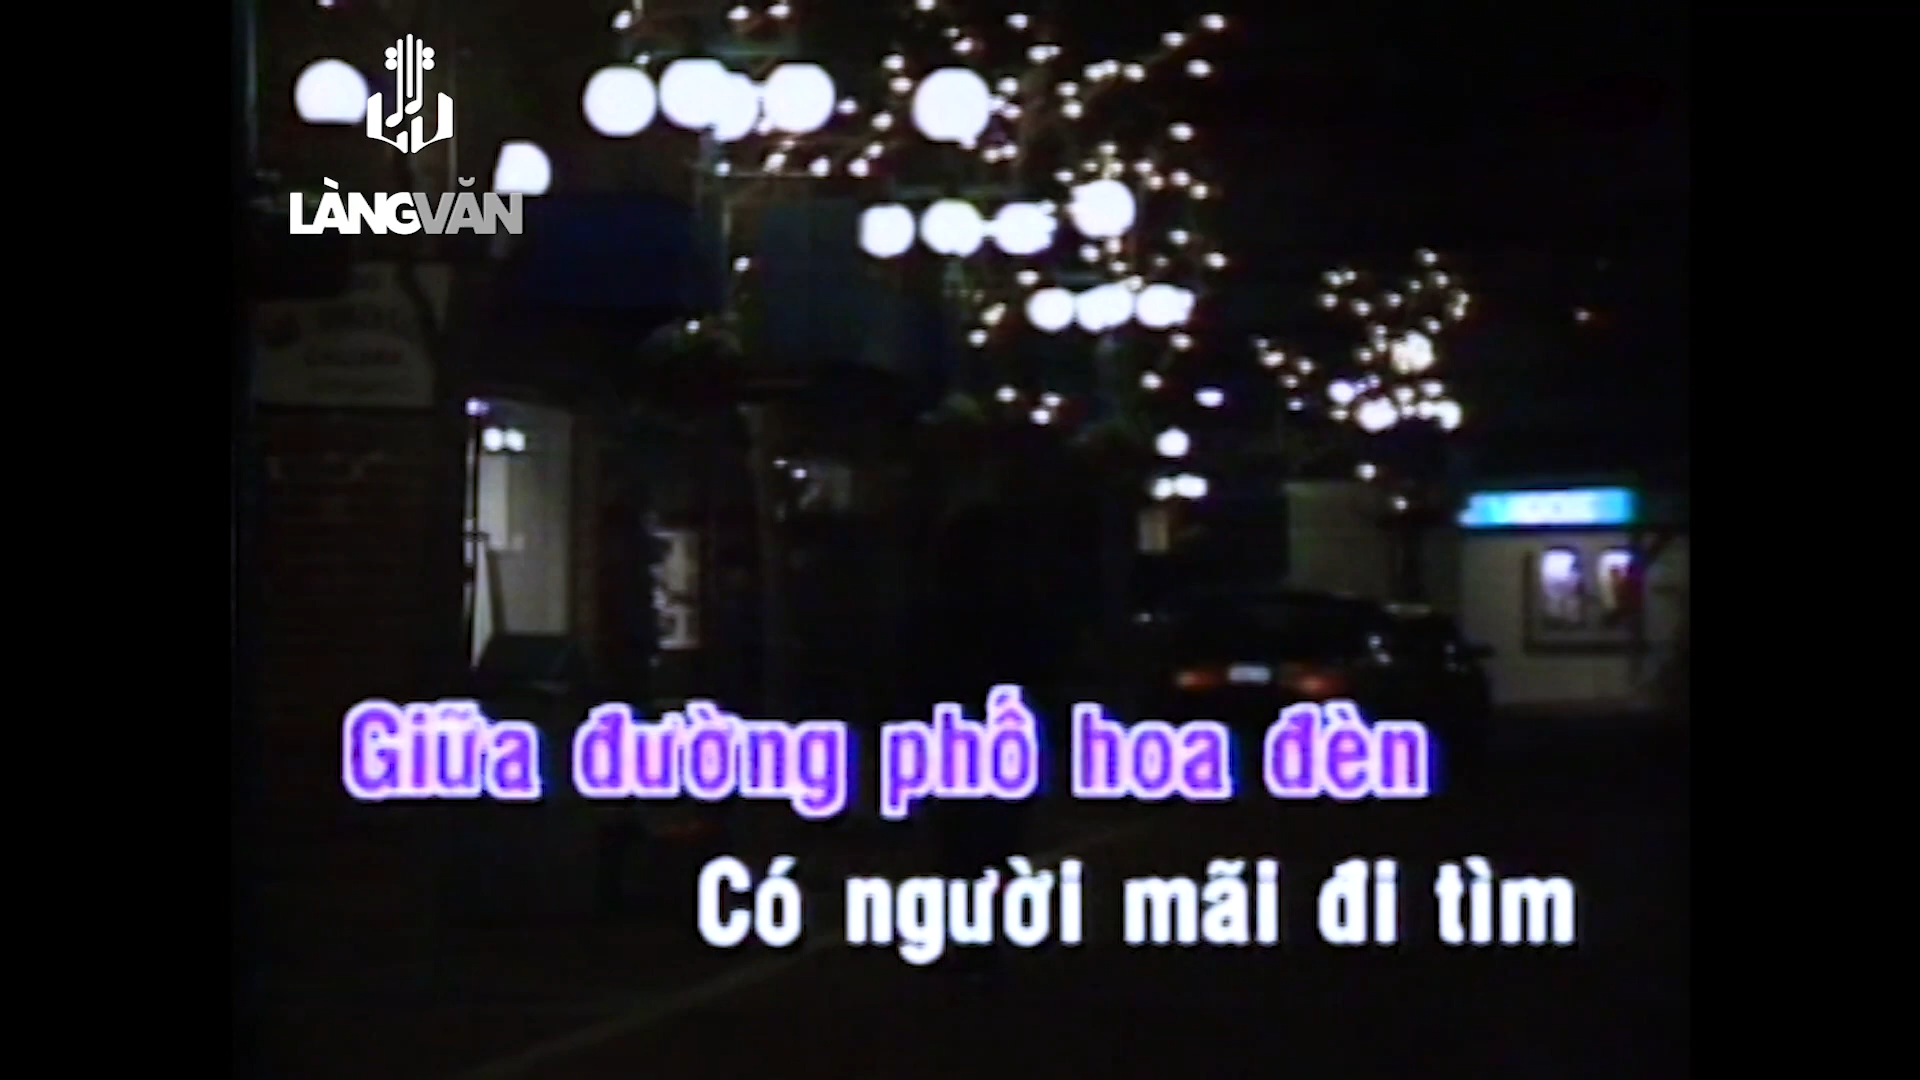 LÀNGVĂN
Giữa đường phố hoa đèn
Có người mãi đi tìm